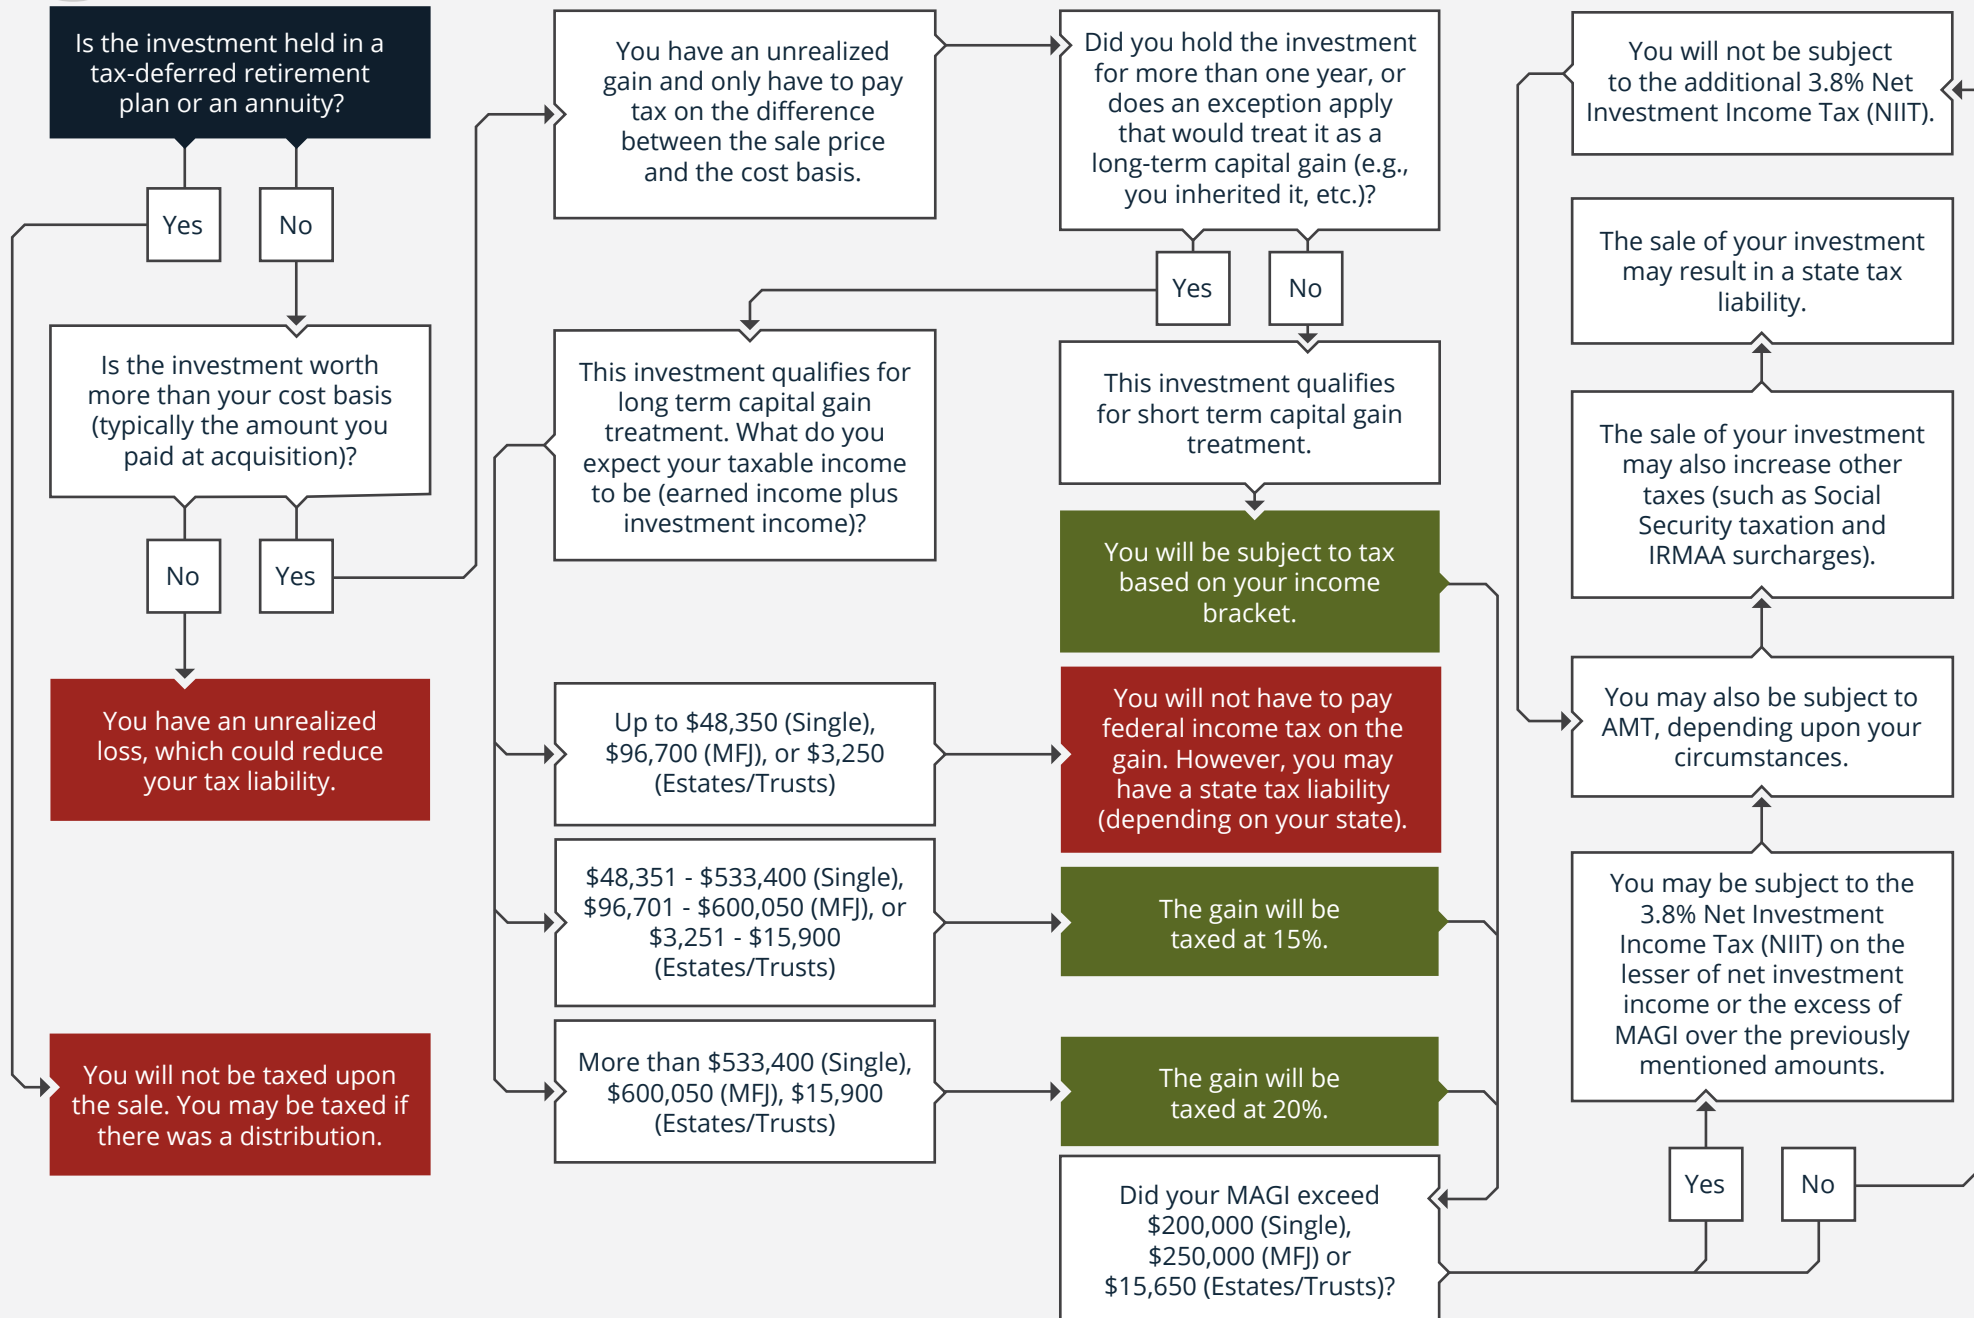 Is the investment held in a
tax-deferred retirement
plan or an annuity?
Yes
No
Is the investment worth
more than your cost basis
(typically the amount you
paid at acquisition)?
No
Yes
You have an unrealized
loss, which could reduce
your tax liability.
You will not be taxed upon
the sale. You may be taxed if
there was a distribution.
You have an unrealized
gain and only have to pay
tax on the difference
between the sale price
and the cost basis.
Did you hold the investment
for more than one year, or
does an exception apply
that would treat it as a
long-term capital gain (e.g.,
you inherited it, etc.)?
Yes
No
This investment qualifies for
long term capital gain
treatment. What do you
expect your taxable income
to be (earned income plus
investment income)?
This investment qualifies
for short term capital gain
treatment.
You will be subject to tax
based on your income
bracket.
Up to $48,350 (Single),
$96,700 (MFJ), or $3,250
(Estates/Trusts)
You will not have to pay
federal income tax on the
gain. However, you may
have a state tax liability
(depending on your state).
$48,351 - $533,400 (Single),
$96,701 - $600,050 (MFJ), or
$3,251 - $15,900
(Estates/Trusts)
The gain will be
taxed at 15%.
More than $533,400 (Single),
$600,050 (MFJ), $15,900
(Estates/Trusts)
The gain will be
taxed at 20%.
Did your MAGI exceed
$200,000 (Single),
$250,000 (MFJ) or
$15,650 (Estates/Trusts)?
Yes
No
You will not be subject
to the additional 3.8% Net
Investment Income Tax (NIIT).
The sale of your investment
may result in a state tax
liability.
The sale of your investment
may also increase other
taxes (such as Social
Security taxation and
IRMAA surcharges).
You may also be subject to
AMT, depending upon your
circumstances.
You may be subject to the
3.8% Net Investment
Income Tax (NIIT) on the
lesser of net investment
income or the excess of
MAGI over the previously
mentioned amounts.